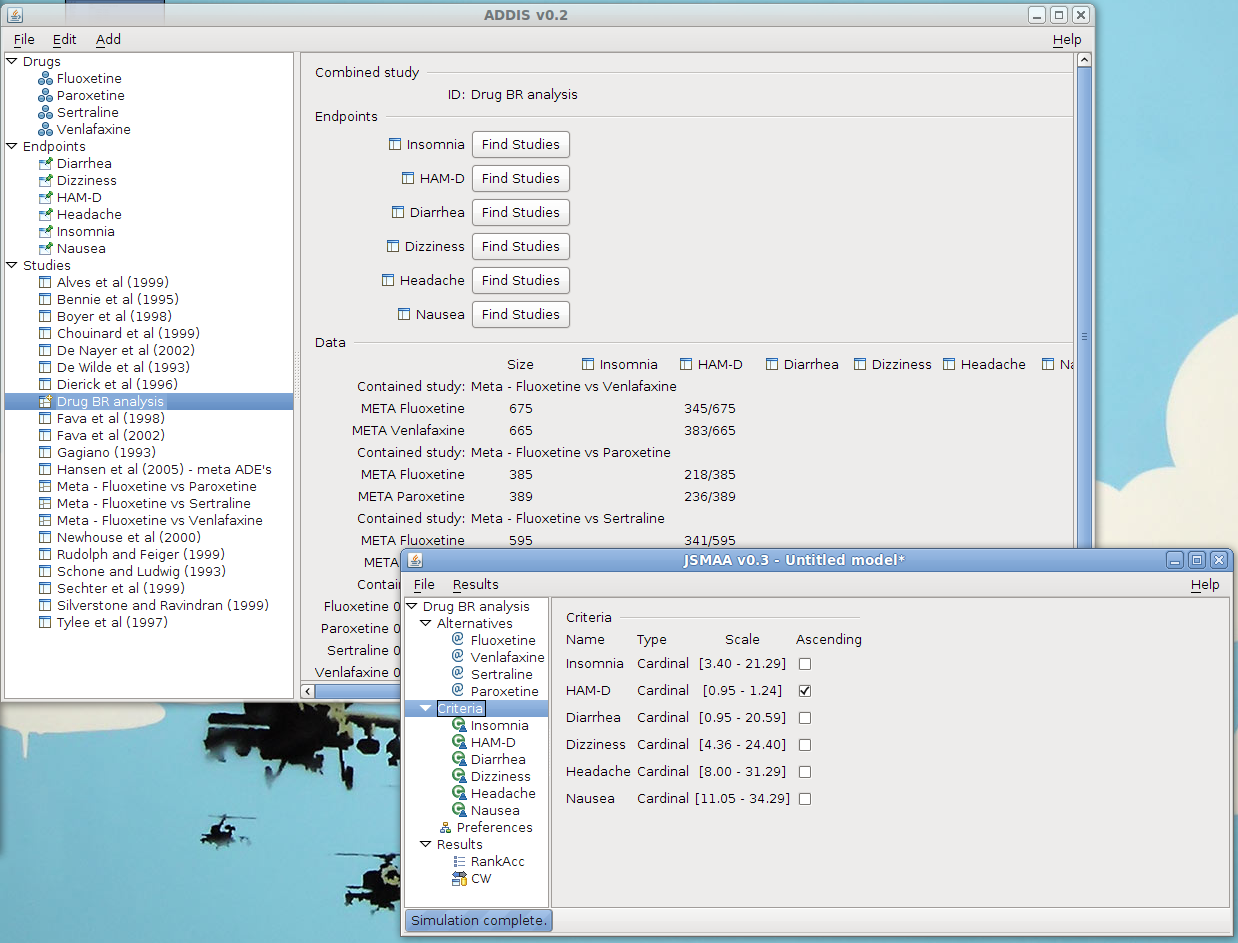 ADDIS v0.2
File Edit Add Help
Drugs
Fluoxetine
Paroxetine
Sertraline
Venlafaxine
Endpoints
Diarrhea
Dizziness
HAM-D
Headache
Insomnia
Nausea
Studies
Alves et al (1999)
Bennie et al (1995)
Boyer et al (1998)
Chouinard et al (1999)
De Nayer et al (2002)
De Wilde et al (1993)
Dierick et al (1996)
Drug BR analysis
Fava et al (1998)
Fava et al (2002)
Gagiano (1993)
Hansen et al (2005) - meta ADE's
Meta - Fluoxetine vs Paroxetine
Meta - Fluoxetine vs Sertraline
Meta - Fluoxetine vs Venlafaxine
Newhouse et al (2000)
Rudolph and Feiger (1999)
Schone and Ludwig (1993)
Sechter et al (1999)
Silverstone and Ravindran (1999)
Tylee et al (1997)
Combined study
ID: Drug BR analysis
Endpoints
Insomnia Find Studies
HAM-D Find Studies
Diarrhea Find Studies
Dizziness Find Studies
Headache Find Studies
Nausea Find Studies
Data
Size Insomnia HAM-D Diarrhea Dizziness Headache Na
Contained study: Meta - Fluoxetine vs Venlafaxine
META Fluoxetine 675 345/675
META Venlafaxine 665 383/665
Contained study: Meta - Fluoxetine vs Paroxetine
META Fluoxetine 385 218/385
META Paroxetine 389 236/389
Contained study: Meta - Fluoxetine vs Sertraline
META Fluoxetine 595 341/595
META
Contai
Fluoxetine 0
Paroxetine 0
Sertraline 0
Venlafaxine 0
JSMAA v0.3 - Untitled model*
File Results Help
Drug BR analysis
Alternatives
Fluoxetine
Venlafaxine
Sertraline
Paroxetine
Criteria
Insomnia
HAM-D
Diarrhea
Dizziness
Headache
Nausea
Preferences
Results
RankAcc
CW
Criteria
Name Type Scale Ascending
Insomnia Cardinal [3.40 - 21.29]
HAM-D Cardinal [0.95 - 1.24]
Diarrhea Cardinal [0.95 - 20.59]
Dizziness Cardinal [4.36 - 24.40]
Headache Cardinal [8.00 - 31.29]
Nausea Cardinal [11.05 - 34.29]
Simulation complete.